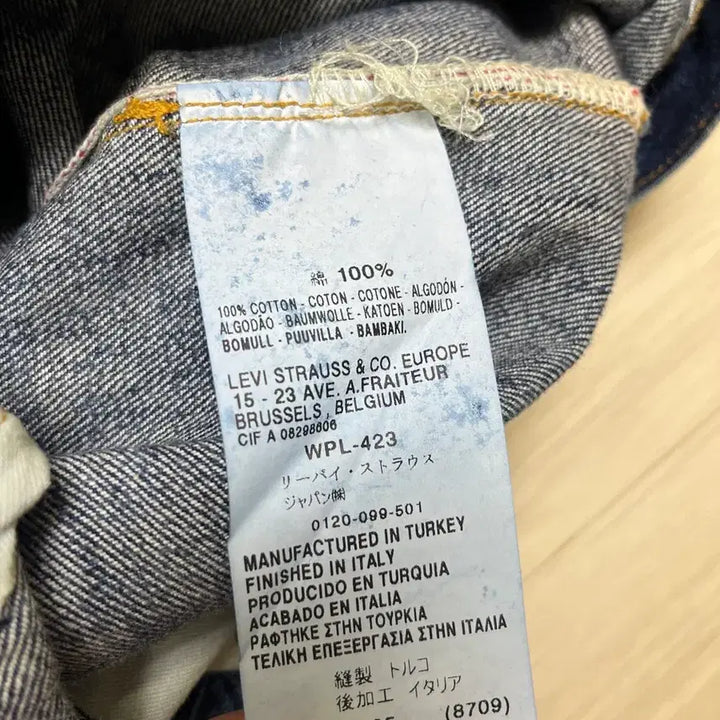 綿 100%
100% COTTON - COTON - COTONE - ALGODÓN -
ALGODÃO - BAUMWOLLE - KATOEN - BOMULD -
BOMULL - PUUVILLA - BAMBAKI.
LEVI STRAUSS & CO. EUROPE
15 - 23 AVE. A.FRAITEUR
BRUSSELS, BELGIUM
CIF A 08298606
WPL-423
リーバイ・ストラウス
ジャパン㈱
0120-099-501
MANUFACTURED IN TURKEY
FINISHED IN ITALY
PRODUCIDO EN TURQUIA
ACABADO EN ITALIA
ΡΑΦΤΗΚΕ ΣΤΗΝ ΤΟΥΡΚΙΑ
ΤΕΛΙΚΗ ΕΠΕΞΕΡΓΑΣΙΑ ΣΤΗΝ ΙΤΑΛΙΑ
縫製 トルコ
後加工 イタリア
(8709)